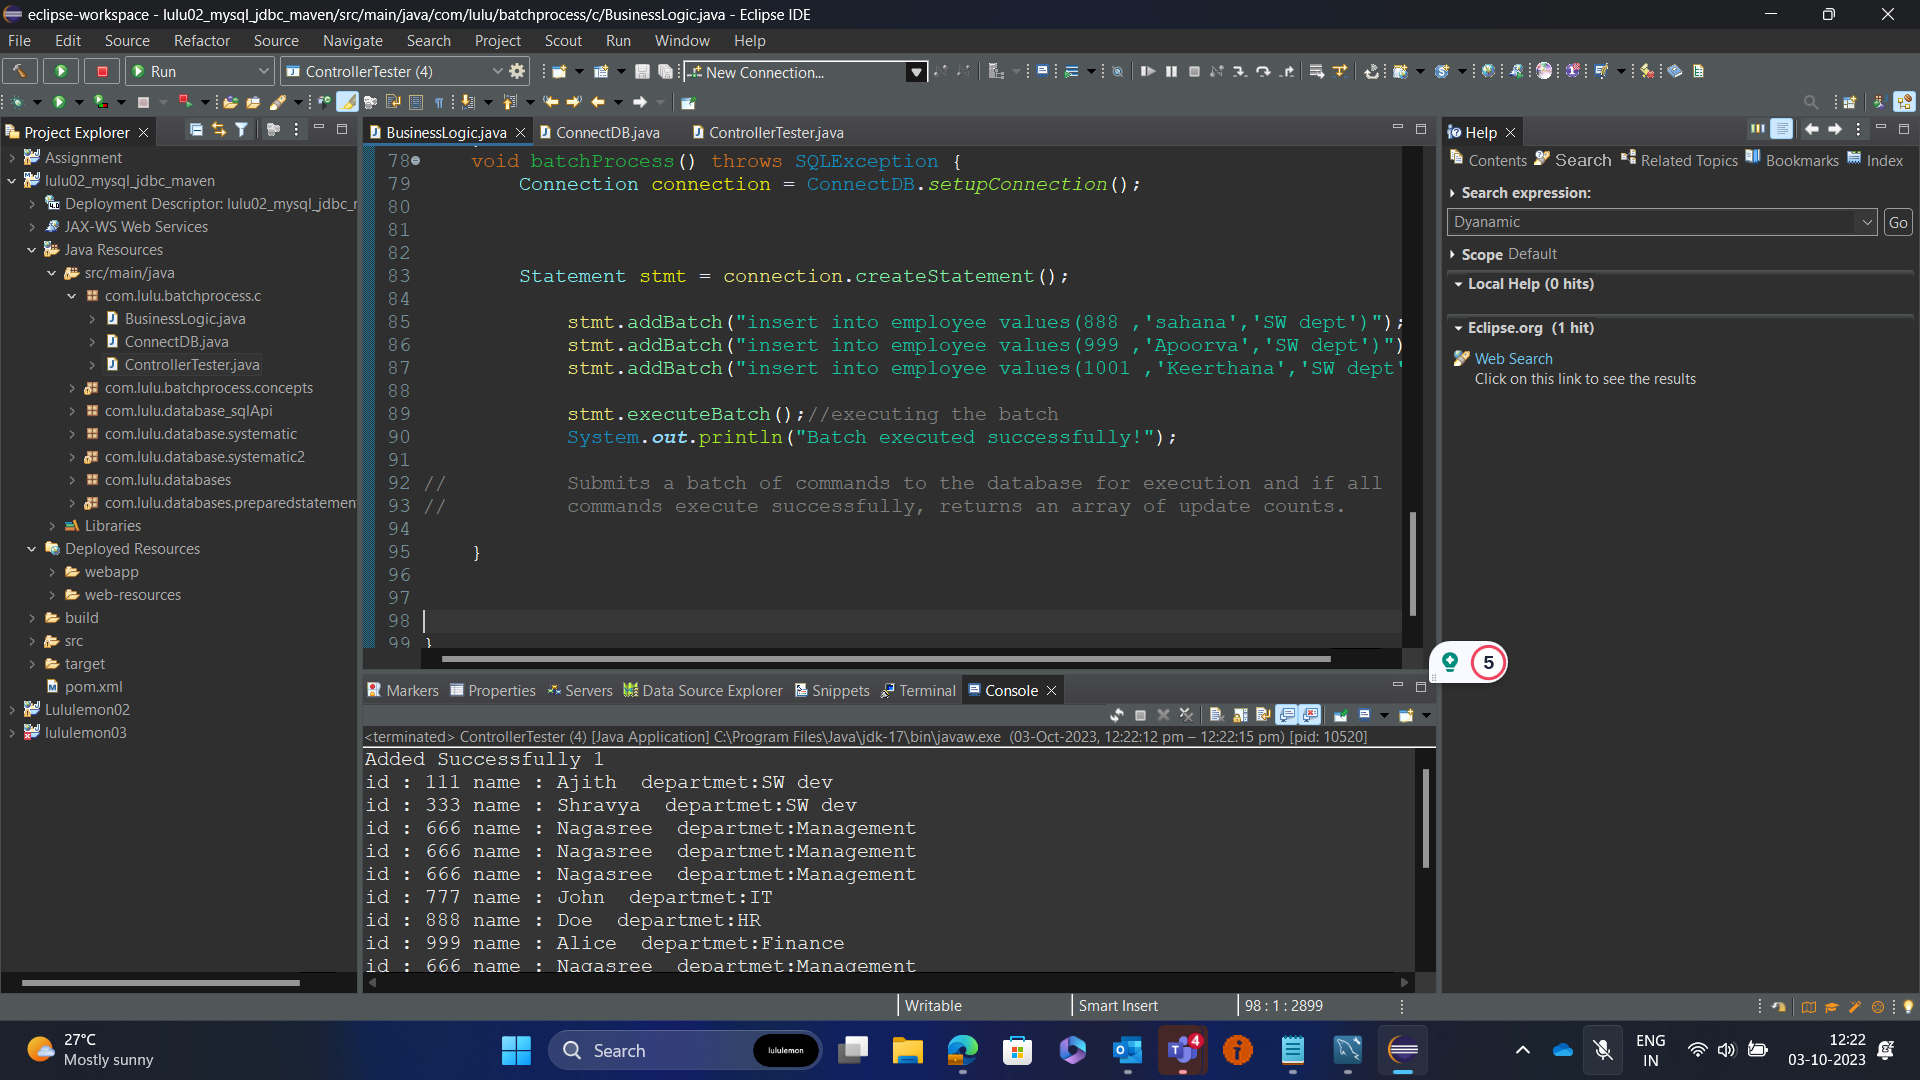 eclipse-workspace - lulu02_mysql_jdbc_maven/src/main/java/com/lulu/batchprocess/c/BusinessLogic.java - Eclipse IDE
File Edit Source Refactor Source Navigate Search Project Scout Run Window Help
Run ControllerTester (4) New Connection...
Project Explorer
Assignment
lulu02_mysql_jdbc_maven
Deployment Descriptor: lulu02_mysql_jdbc_r
JAX-WS Web Services
Java Resources
src/main/java
com.lulu.batchprocess.c
BusinessLogic.java
ConnectDB.java
ControllerTester.java
com.lulu.batchprocess.concepts
com.lulu.database_sqlApi
com.lulu.database.systematic
com.lulu.database.systematic2
com.lulu.databases
com.lulu.databases.preparedstatemen
Libraries
Deployed Resources
webapp
web-resources
build
src
target
pom.xml
Lululemon02
lululemon03
BusinessLogic.java ConnectDB.java ControllerTester.java
78 void batchProcess() throws SQLException {
79 Connection connection = ConnectDB.setupConnection();
80
81
82
83 Statement stmt = connection.createStatement();
84
85 stmt.addBatch("insert into employee values(888 ,'sahana','SW dept')");
86 stmt.addBatch("insert into employee values(999 ,'Apoorva','SW dept')")
87 stmt.addBatch("insert into employee values(1001 ,'Keerthana','SW dept'
88
89 stmt.executeBatch();//executing the batch
90 System.out.println("Batch executed successfully!");
91
92 // Submits a batch of commands to the database for execution and if all
93 // commands execute successfully, returns an array of update counts.
94
95 }
96
97
98
99 }
Markers Properties Servers Data Source Explorer Snippets Terminal Console
<terminated> ControllerTester (4) [Java Application] C:\Program Files\Java\jdk-17\bin\javaw.exe (03-Oct-2023, 12:22:12 pm – 12:22:15 pm) [pid: 10520]
Added Successfully 1
id : 111 name : Ajith departmet:SW dev
id : 333 name : Shravya departmet:SW dev
id : 666 name : Nagasree departmet:Management
id : 666 name : Nagasree departmet:Management
id : 666 name : Nagasree departmet:Management
id : 777 name : John departmet:IT
id : 888 name : Doe departmet:HR
id : 999 name : Alice departmet:Finance
id : 666 name : Nagasree departmet:Management
Help
Contents Search Related Topics Bookmarks Index
Search expression:
Dyanamic Go
Scope Default
Local Help (0 hits)
Eclipse.org (1 hit)
Web Search
Click on this link to see the results
5
Writable Smart Insert 98 : 1 : 2899
27°C
Mostly sunny
Search lululemon
4
ENG
IN
12:22
03-10-2023